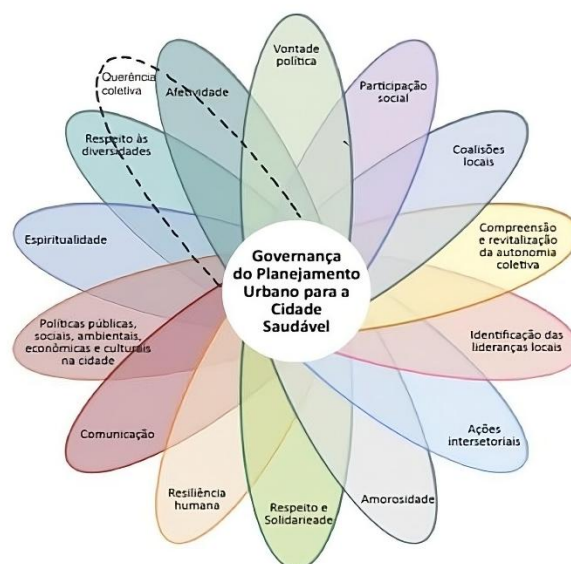 Vontade
política
Participação
social
Coalisões
locais
Compreensão
e revitalização
da autonomia
coletiva
Identificação das
lideranças locais
Ações
intersetoriais
Amorosidade
Respeito e
Solidarieade
Resiliência
humana
Comunicação
Políticas públicas,
sociais, ambientais,
econômicas e culturais
na cidade
Espiritualidade
Respeito às
diversidades
Querência
coletiva
Afetividade
Governança
do Planejamento
Urbano para a
Cidade
Saudável